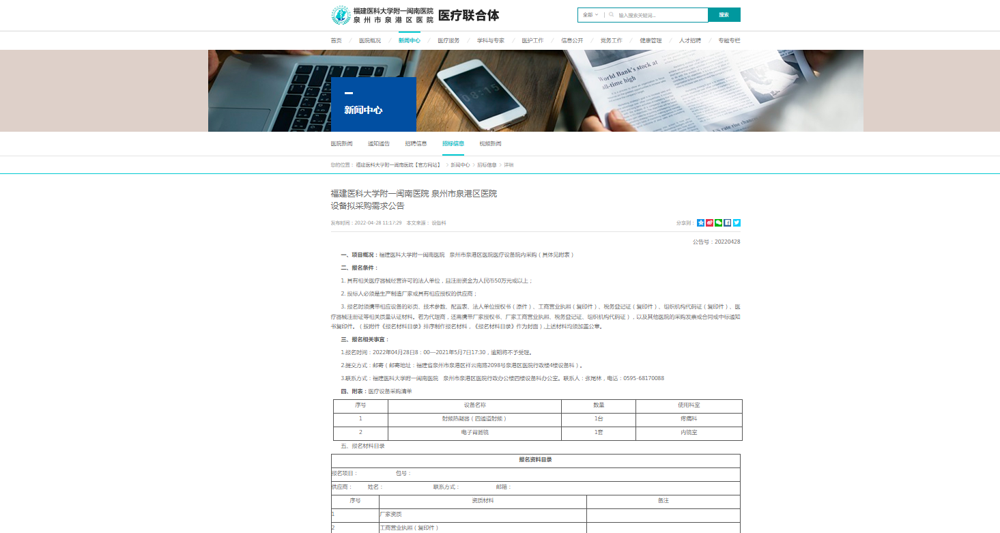 福建医科大学附一闽南医院
泉州市泉港区医院
医疗联合体
全部
输入搜索关键词...
搜索
首页 / 医院概况 / 新闻中心 / 医疗服务 / 学科与专家 / 医护工作 / 信息公开 / 党务工作 / 健康管理 / 人才招聘 / 专题专栏
World Bank's stock at
all-time high
08:15
新闻中心
医院新闻 通知通告 招聘信息 招标信息 视频新闻
您的位置： 福建医科大学附一闽南医院【官方网站】 > 新闻中心 > 招标信息 > 详细
福建医科大学附一闽南医院 泉州市泉港区医院
设备拟采购需求公告
发布时间：2022-04-28 11:17:29 本文来源： 设备科
分享到：
公告号：20220428
一、项目概况：福建医科大学附一闽南医院 泉州市泉港区医院医疗设备院内采购（具体见附表）
二、报名条件：
1. 具有相关医疗器械经营许可的法人单位，且注册资金为人民币50万元或以上；
2. 投标人必须是生产制造厂家或具有相应授权的供应商；
3. 报名时须携带相应设备的彩页、技术参数、配置表、法人单位授权书（原件）、工商营业执照（复印件）、税务登记证（复印件）、组织机构代码证（复印件）、医
疗器械注册证等相关质量认证材料。若为代理商，还需携带厂家授权书、厂家工商营业执照、税务登记证、组织机构代码证），以及其他医院的采购发票或合同或中标通知
书复印件。（按附件《报名材料目录》排序制作报名材料，《报名材料目录》作为封面）,上述材料均须加盖公章。
三、报名相关事宜：
1.报名时间：2022年04月28日8：00—2021年5月7日17:30，逾期将不予受理。
2.提交方式：邮寄（邮寄地址：福建省泉州市泉港区祥云南路2098号泉港区医院行政楼4楼设备科）。
3.联系方式：福建医科大学附一闽南医院 泉州市泉港区医院行政办公楼四楼设备科办公室。联系人：张尾林，电话：0595-68170088
四、附表：医疗设备采购清单
序号 设备名称 数量 使用科室
1 射频热凝器（四通道射频） 1台 疼痛科
2 电子胃肠镜 1套 内镜室
五、报名材料目录
报名资料目录
报名项目： 包号：
供应商： 姓名： 联系方式： 邮箱：
序号 资质材料 备注
1 厂家资质
2 工商营业执照（复印件）